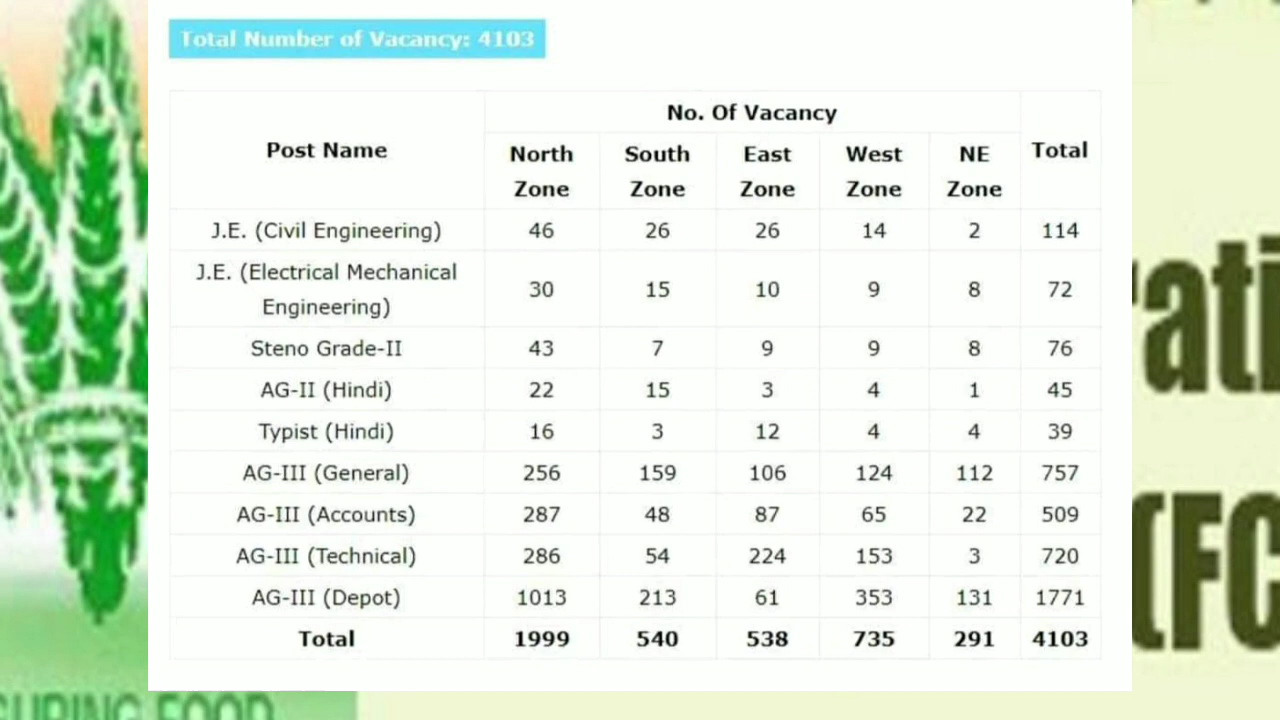 Total Number of Vacancy: 4103
Post Name No. Of Vacancy Total
North Zone South Zone East Zone West Zone NE Zone
J.E. (Civil Engineering) 46 26 26 14 2 114
J.E. (Electrical Mechanical Engineering) 30 15 10 9 8 72
Steno Grade-II 43 7 9 9 8 76
AG-II (Hindi) 22 15 3 4 1 45
Typist (Hindi) 16 3 12 4 4 39
AG-III (General) 256 159 106 124 112 757
AG-III (Accounts) 287 48 87 65 22 509
AG-III (Technical) 286 54 224 153 3 720
AG-III (Depot) 1013 213 61 353 131 1771
Total 1999 540 538 735 291 4103
rati
(FC
SURING FOOD